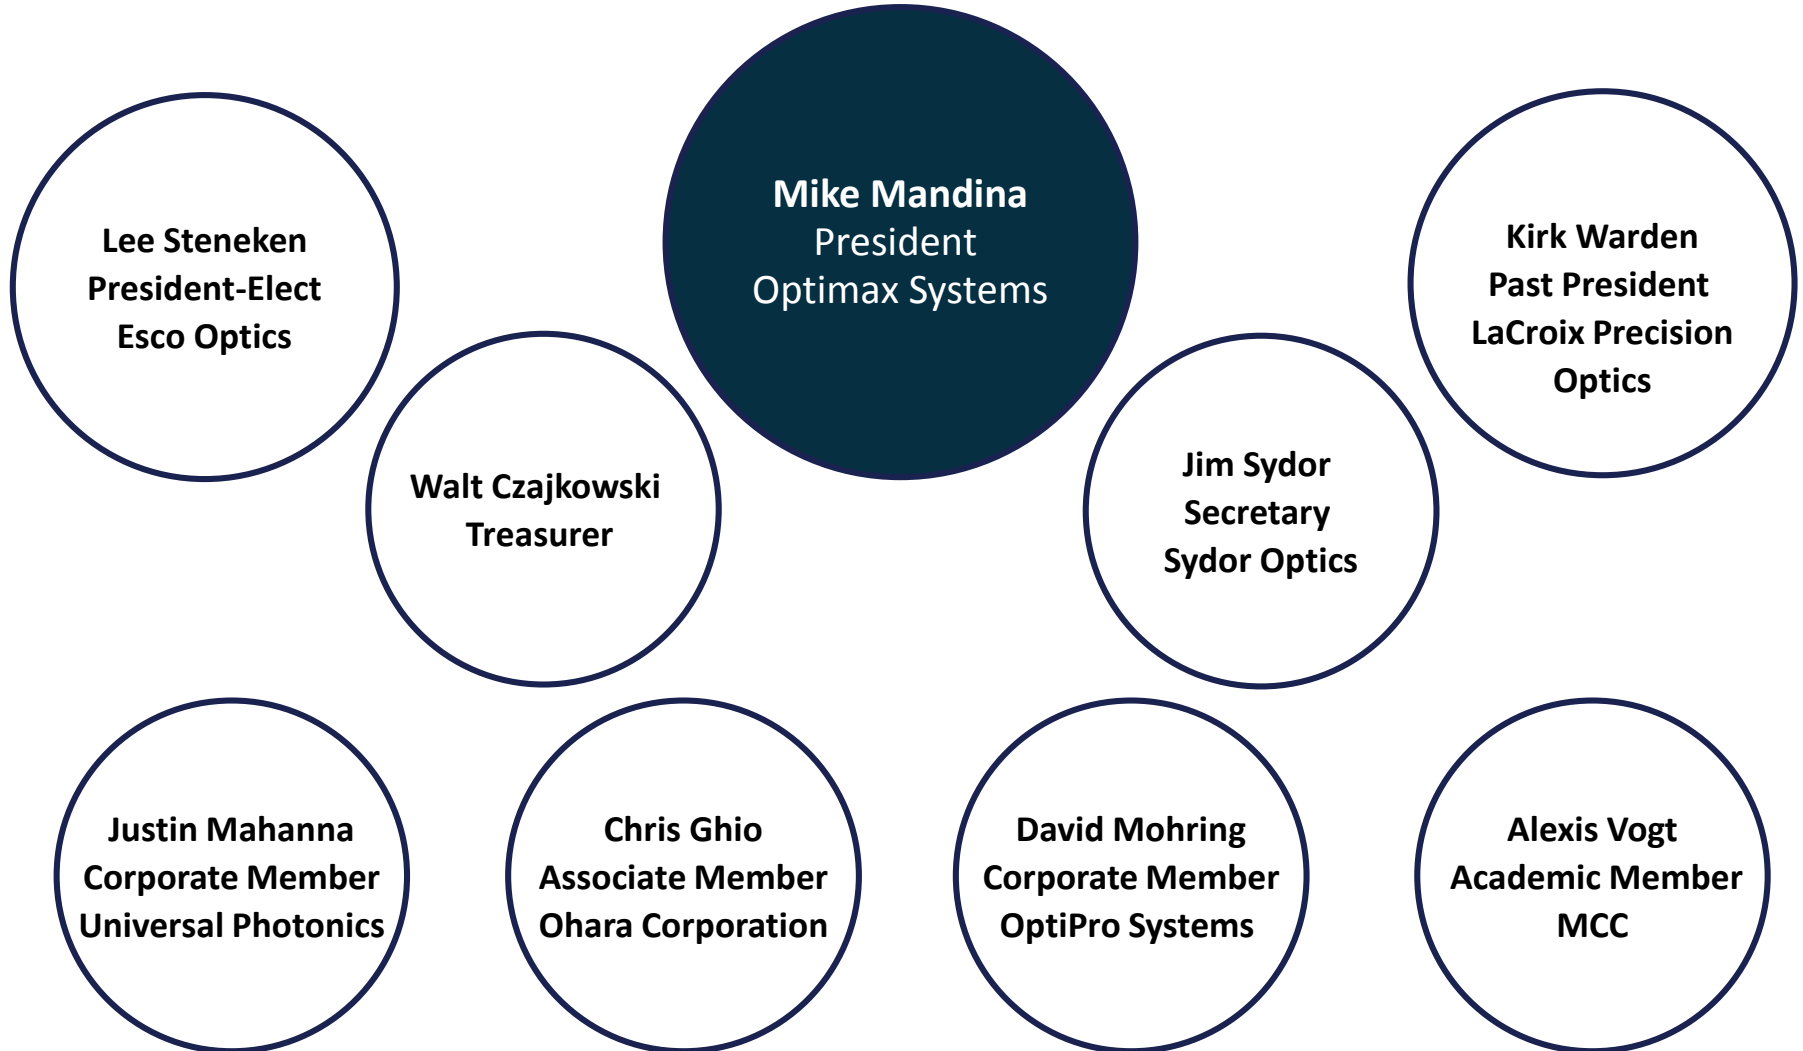 Mike Mandina
President
Optimax Systems
Lee Steneken
President-Elect
Esco Optics
Kirk Warden
Past President
LaCroix Precision
Optics
Walt Czajkowski
Treasurer
Jim Sydor
Secretary
Sydor Optics
Justin Mahanna
Corporate Member
Universal Photonics
Chris Ghio
Associate Member
Ohara Corporation
David Mohring
Corporate Member
OptiPro Systems
Alexis Vogt
Academic Member
MCC